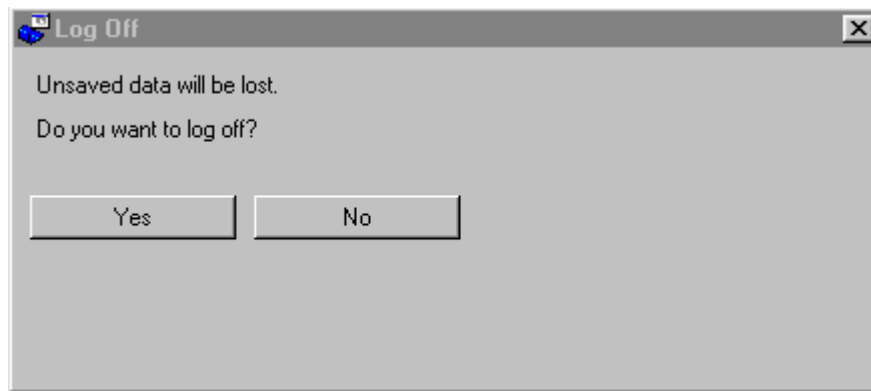 Log Off
Unsaved data will be lost.
Do you want to log off?
Yes No